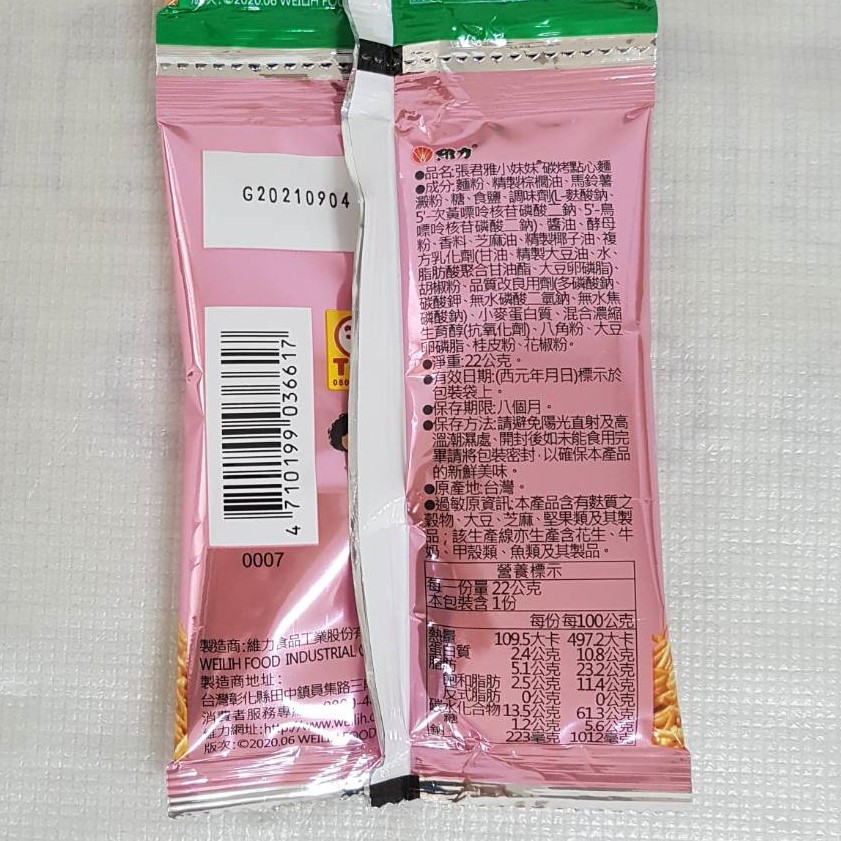 版次:©2020.06 WEILIH FOO
G20210904
4 710199 036617
0007
製造商:維力食品工業股份有
WEILIH FOOD INDUSTRIAL
製造商地址:
台灣彰化縣田中鎮員集路三
消費者服務專
維力網址:http://www.weilih.c
版次:©2020.06 WEILIH FOOD
維力
●品名:張君雅小妹妹®碳烤點心麵
●成分:麵粉、精製棕櫚油、馬鈴薯
澱粉、糖、食鹽、調味劑(L-麩酸鈉、
5'-次黃嘌呤核苷磷酸二鈉、5'-鳥
嘌呤核苷磷酸二鈉)、醬油、酵母
粉、香料、芝麻油、精製椰子油、複
方乳化劑(甘油、精製大豆油、水、
脂肪酸聚合甘油酯、大豆卵磷脂)、
胡椒粉、品質改良用劑(多磷酸鈉、
碳酸鉀、無水磷酸二氫鈉、無水焦
磷酸鈉)、小麥蛋白質、混合濃縮
生育醇(抗氧化劑)、八角粉、大豆
卵磷脂、桂皮粉、花椒粉。
●淨重:22公克。
●有效日期:(西元年月日)標示於
包裝袋上。
●保存期限:八個月。
●保存方法:請避免陽光直射及高
溫潮濕處、開封後如未能食用完
畢請將包裝密封,以確保本產品
的新鮮美味。
●原產地:台灣。
●過敏原資訊:本產品含有麩質之
穀物、大豆、芝麻、堅果類及其製
品;該生產線亦生產含花生、牛
奶、甲殼類、魚類及其製品。
營養標示
每一份量 22公克
本包裝含 1份
每份 每100公克
熱量 109.5大卡 497.2大卡
蛋白質 2.4公克 10.8公克
脂肪 5.1公克 23.2公克
飽和脂肪 2.5公克 11.4公克
反式脂肪 0公克 0公克
碳水化合物 13.5公克 61.3公克
糖 1.2公克 5.6公克
鈉 223毫克 1012毫克